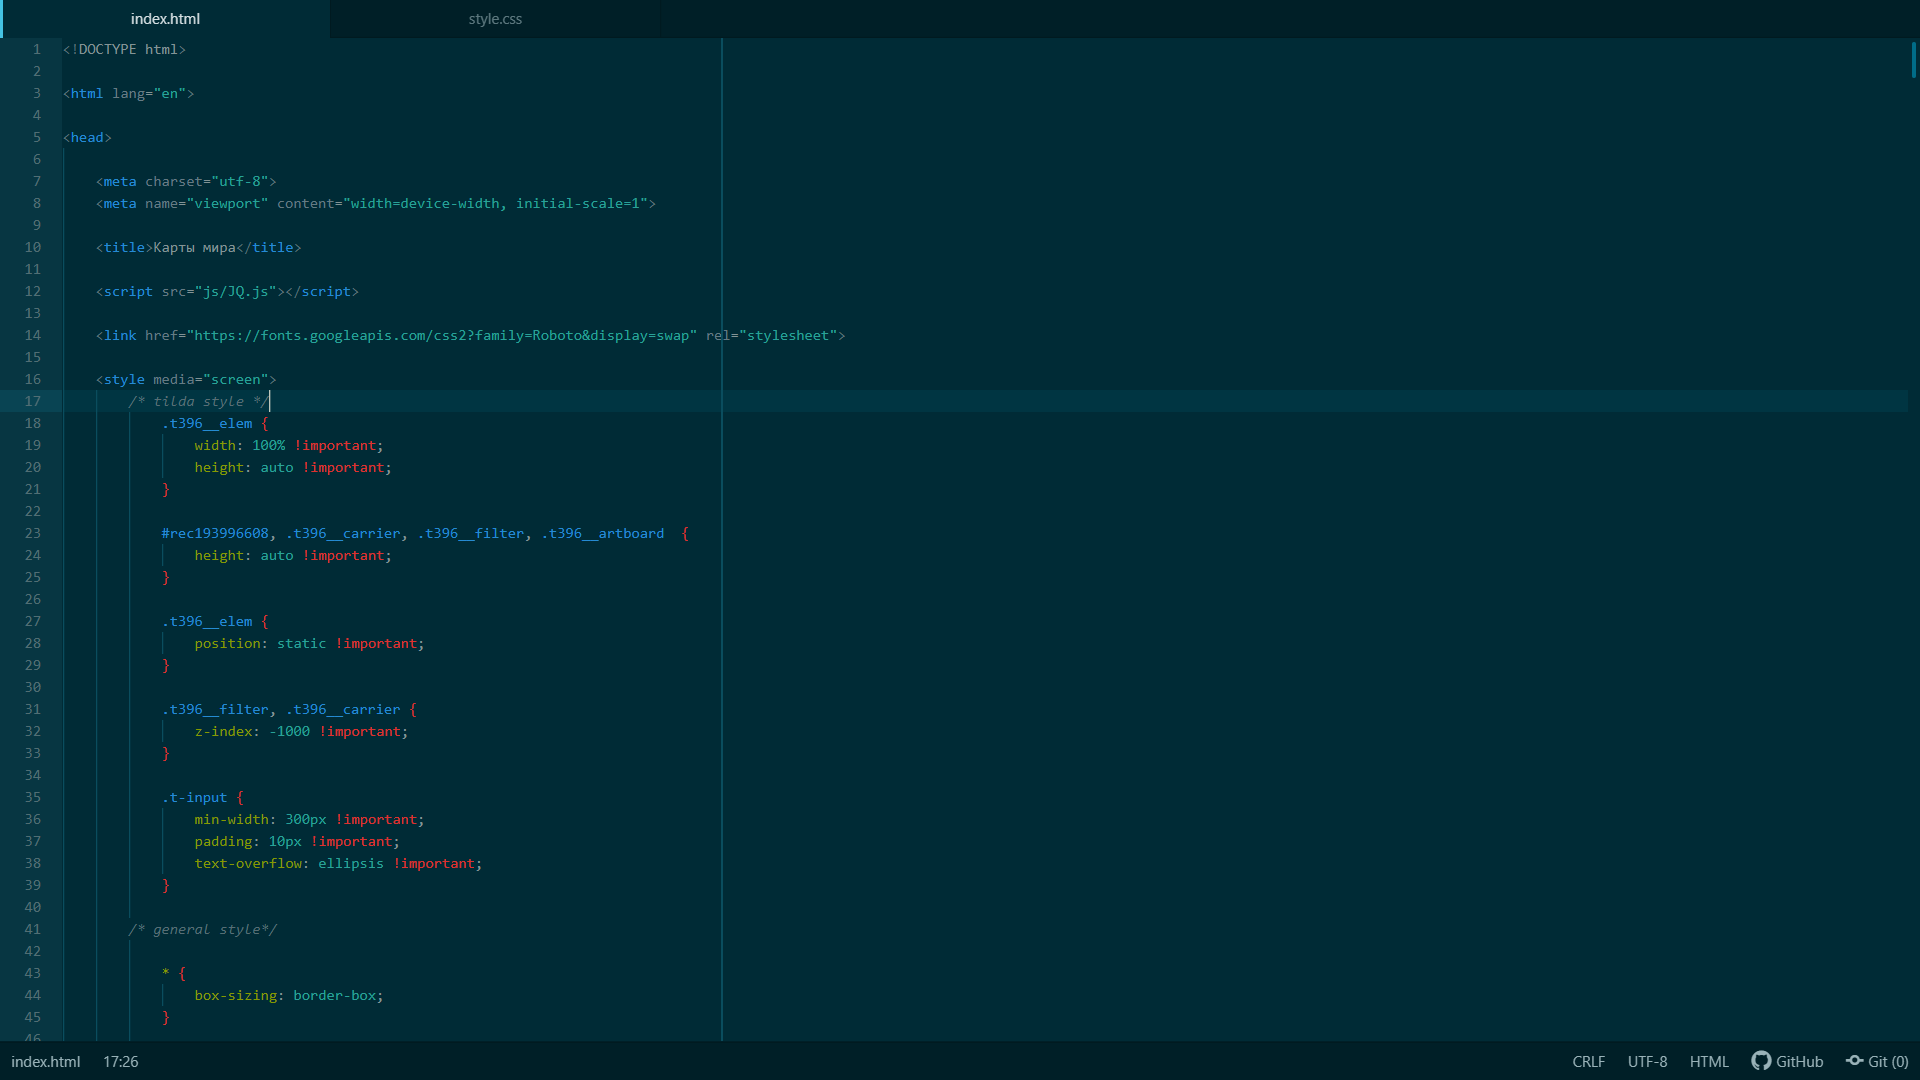 index.html
style.css
1 <!DOCTYPE html>
2
3 <html lang="en">
4
5 <head>
6
7 <meta charset="utf-8">
8 <meta name="viewport" content="width=device-width, initial-scale=1">
9
10 <title>Карты мира</title>
11
12 <script src="js/JQ.js"></script>
13
14 <link href="https://fonts.googleapis.com/css2?family=Roboto&display=swap" rel="stylesheet">
15
16 <style media="screen">
17 /* tilda style */
18 .t396__elem {
19 width: 100% !important;
20 height: auto !important;
21 }
22
23 #rec193996608, .t396__carrier, .t396__filter, .t396__artboard  {
24 height: auto !important;
25 }
26
27 .t396__elem {
28 position: static !important;
29 }
30
31 .t396__filter, .t396__carrier {
32 z-index: -1000 !important;
33 }
34
35 .t-input {
36 min-width: 300px !important;
37 padding: 10px !important;
38 text-overflow: ellipsis !important;
39 }
40
41 /* general style*/
42
43 * {
44 box-sizing: border-box;
45 }
46
index.html 17:26 CRLF UTF-8 HTML GitHub Git (0)